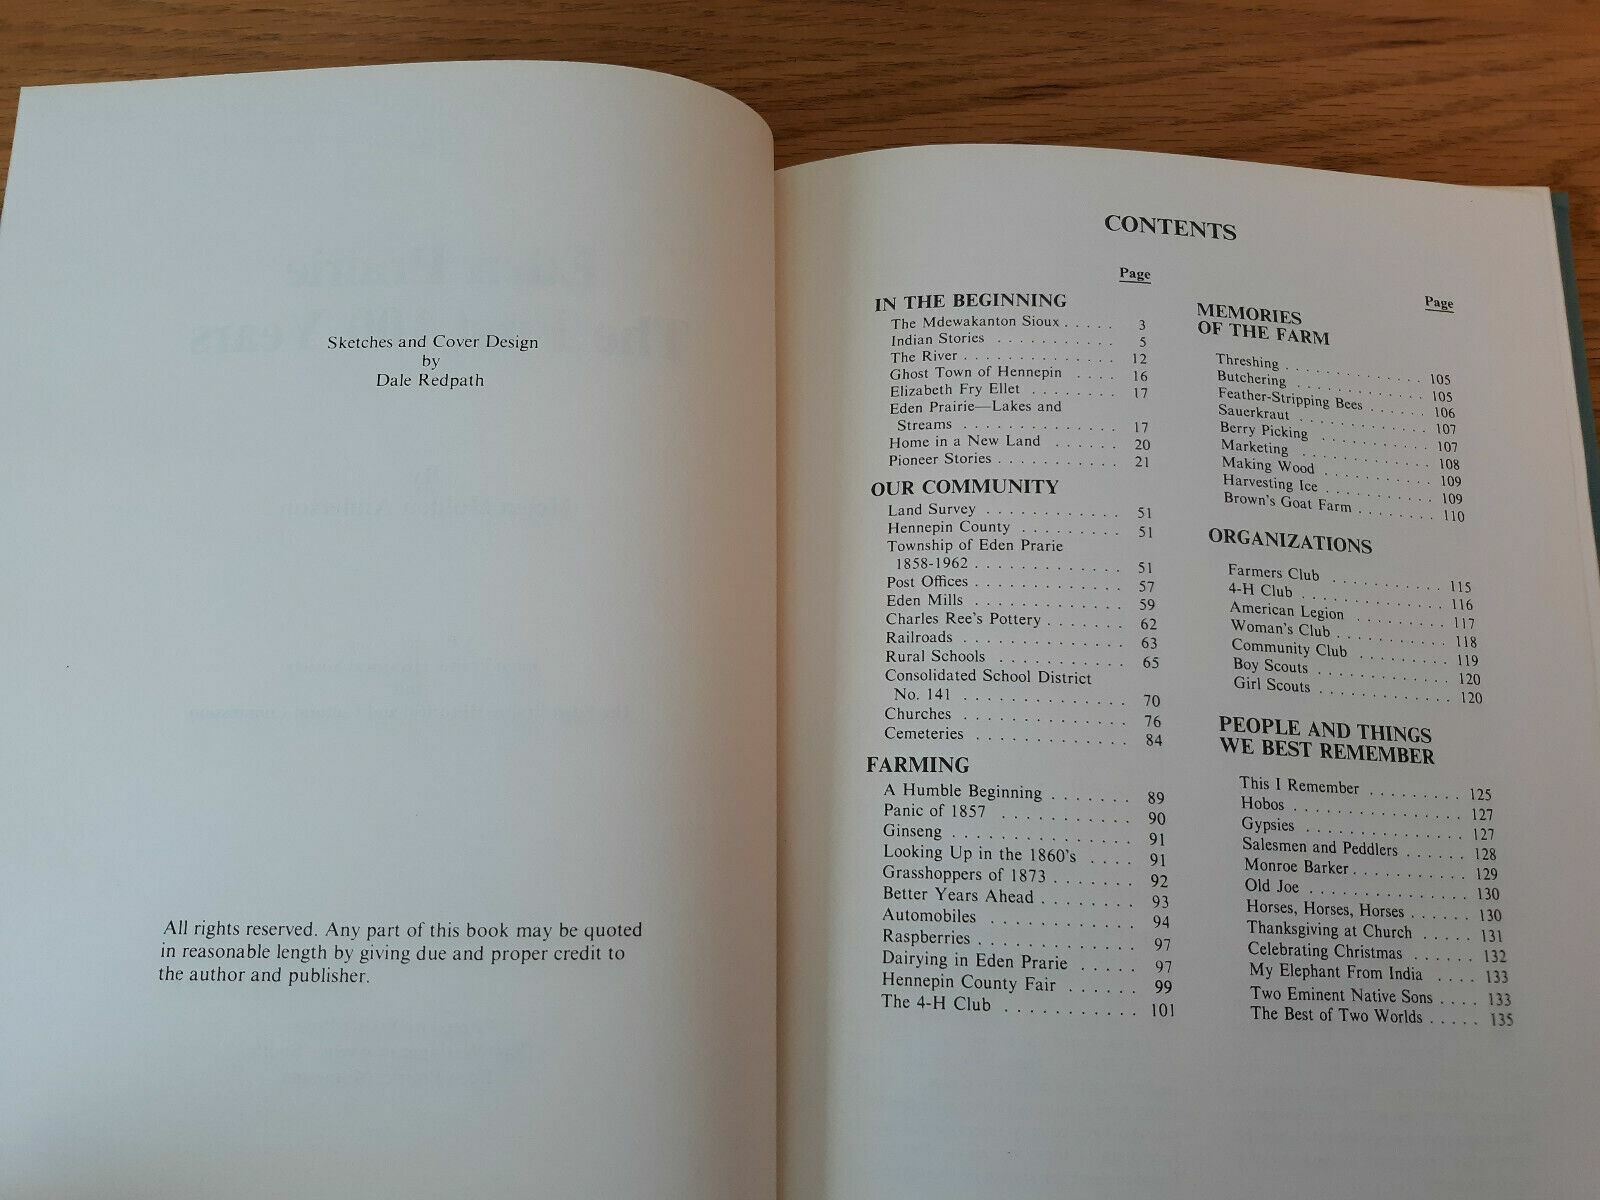 Sketches and Cover Design
by
Dale Redpath
All rights reserved. Any part of this book may be quoted
in reasonable length by giving due and proper credit to
the author and publisher.
CONTENTS
Page
IN THE BEGINNING
The Mdewakanton Sioux . . . . . 3
Indian Stories . . . . . . . . . . . 5
The River . . . . . . . . . . . . . 12
Ghost Town of Hennepin . . . . 16
Elizabeth Fry Ellet . . . . . . . . 17
Eden Prairie—Lakes and
Streams . . . . . . . . . . . . . 17
Home in a New Land . . . . . . 20
Pioneer Stories . . . . . . . . . . . 21
OUR COMMUNITY
Land Survey . . . . . . . . . . . . 51
Hennepin County . . . . . . . . . 51
Township of Eden Prarie
1858-1962 . . . . . . . . . . . . . 51
Post Offices . . . . . . . . . . . . . 57
Eden Mills . . . . . . . . . . . . . 59
Charles Ree's Pottery . . . . . . . 62
Railroads . . . . . . . . . . . . . . 63
Rural Schools . . . . . . . . . . . 65
Consolidated School District
No. 141 . . . . . . . . . . . . . 70
Churches . . . . . . . . . . . . . . 76
Cemeteries . . . . . . . . . . . . . 84
FARMING
A Humble Beginning . . . . . . . 89
Panic of 1857 . . . . . . . . . . . 90
Ginseng . . . . . . . . . . . . . . . 91
Looking Up in the 1860's . . . . 91
Grasshoppers of 1873 . . . . . . . 92
Better Years Ahead . . . . . . . . 93
Automobiles . . . . . . . . . . . . 94
Raspberries . . . . . . . . . . . . . 97
Dairying in Eden Prarie . . . . . 97
Hennepin County Fair . . . . . . 99
The 4-H Club . . . . . . . . . . . 101
Page
MEMORIES
OF THE FARM
Threshing . . . . . . . . . . . . . . 105
Butchering . . . . . . . . . . . . . 105
Feather-Stripping Bees . . . . . . 106
Sauerkraut . . . . . . . . . . . . . 107
Berry Picking . . . . . . . . . . . 107
Marketing . . . . . . . . . . . . . 108
Making Wood . . . . . . . . . . . 109
Harvesting Ice . . . . . . . . . . . 109
Brown's Goat Farm . . . . . . . . 110
ORGANIZATIONS
Farmers Club . . . . . . . . . . . 115
4-H Club . . . . . . . . . . . . . . 116
American Legion . . . . . . . . . 117
Woman's Club . . . . . . . . . . . 118
Community Club . . . . . . . . . 119
Boy Scouts . . . . . . . . . . . . . 120
Girl Scouts . . . . . . . . . . . . . 120
PEOPLE AND THINGS
WE BEST REMEMBER
This I Remember . . . . . . . . . 125
Hobos . . . . . . . . . . . . . . . . 127
Gypsies . . . . . . . . . . . . . . . 127
Salesmen and Peddlers . . . . . . 128
Monroe Barker . . . . . . . . . . . 129
Old Joe . . . . . . . . . . . . . . . 130
Horses, Horses, Horses . . . . . . 130
Thanksgiving at Church . . . . . 131
Celebrating Christmas . . . . . . 132
My Elephant From India . . . . 133
Two Eminent Native Sons . . . . 133
The Best of Two Worlds . . . . . 135